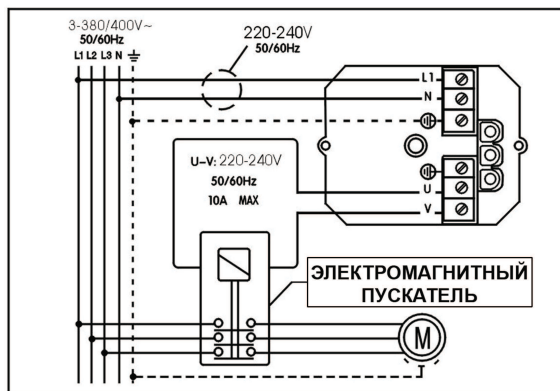 3-380/400V~
50/60Hz
L1 L2 L3 N
220-240V
50/60Hz
L1
N
U-V: 220-240V
50/60Hz
10A MAX
U
V
ЭЛЕКТРОМАГНИТНЫЙ
ПУСКАТЕЛЬ
M